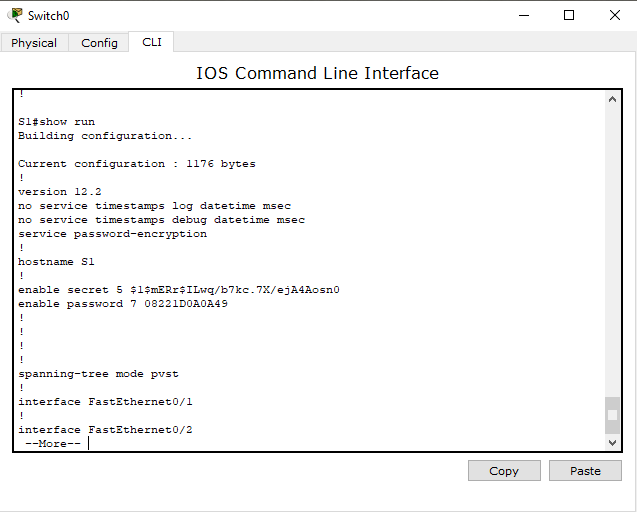 Switch0
Physical Config CLI
IOS Command Line Interface
!
S1#show run
Building configuration...
Current configuration : 1176 bytes
!
version 12.2
no service timestamps log datetime msec
no service timestamps debug datetime msec
service password-encryption
!
hostname S1
!
enable secret 5 $1$mERr$ILwq/b7kc.7X/ejA4Aosn0
enable password 7 08221D0A0A49
!
!
!
!
spanning-tree mode pvst
!
interface FastEthernet0/1
!
interface FastEthernet0/2
--More--
Copy Paste